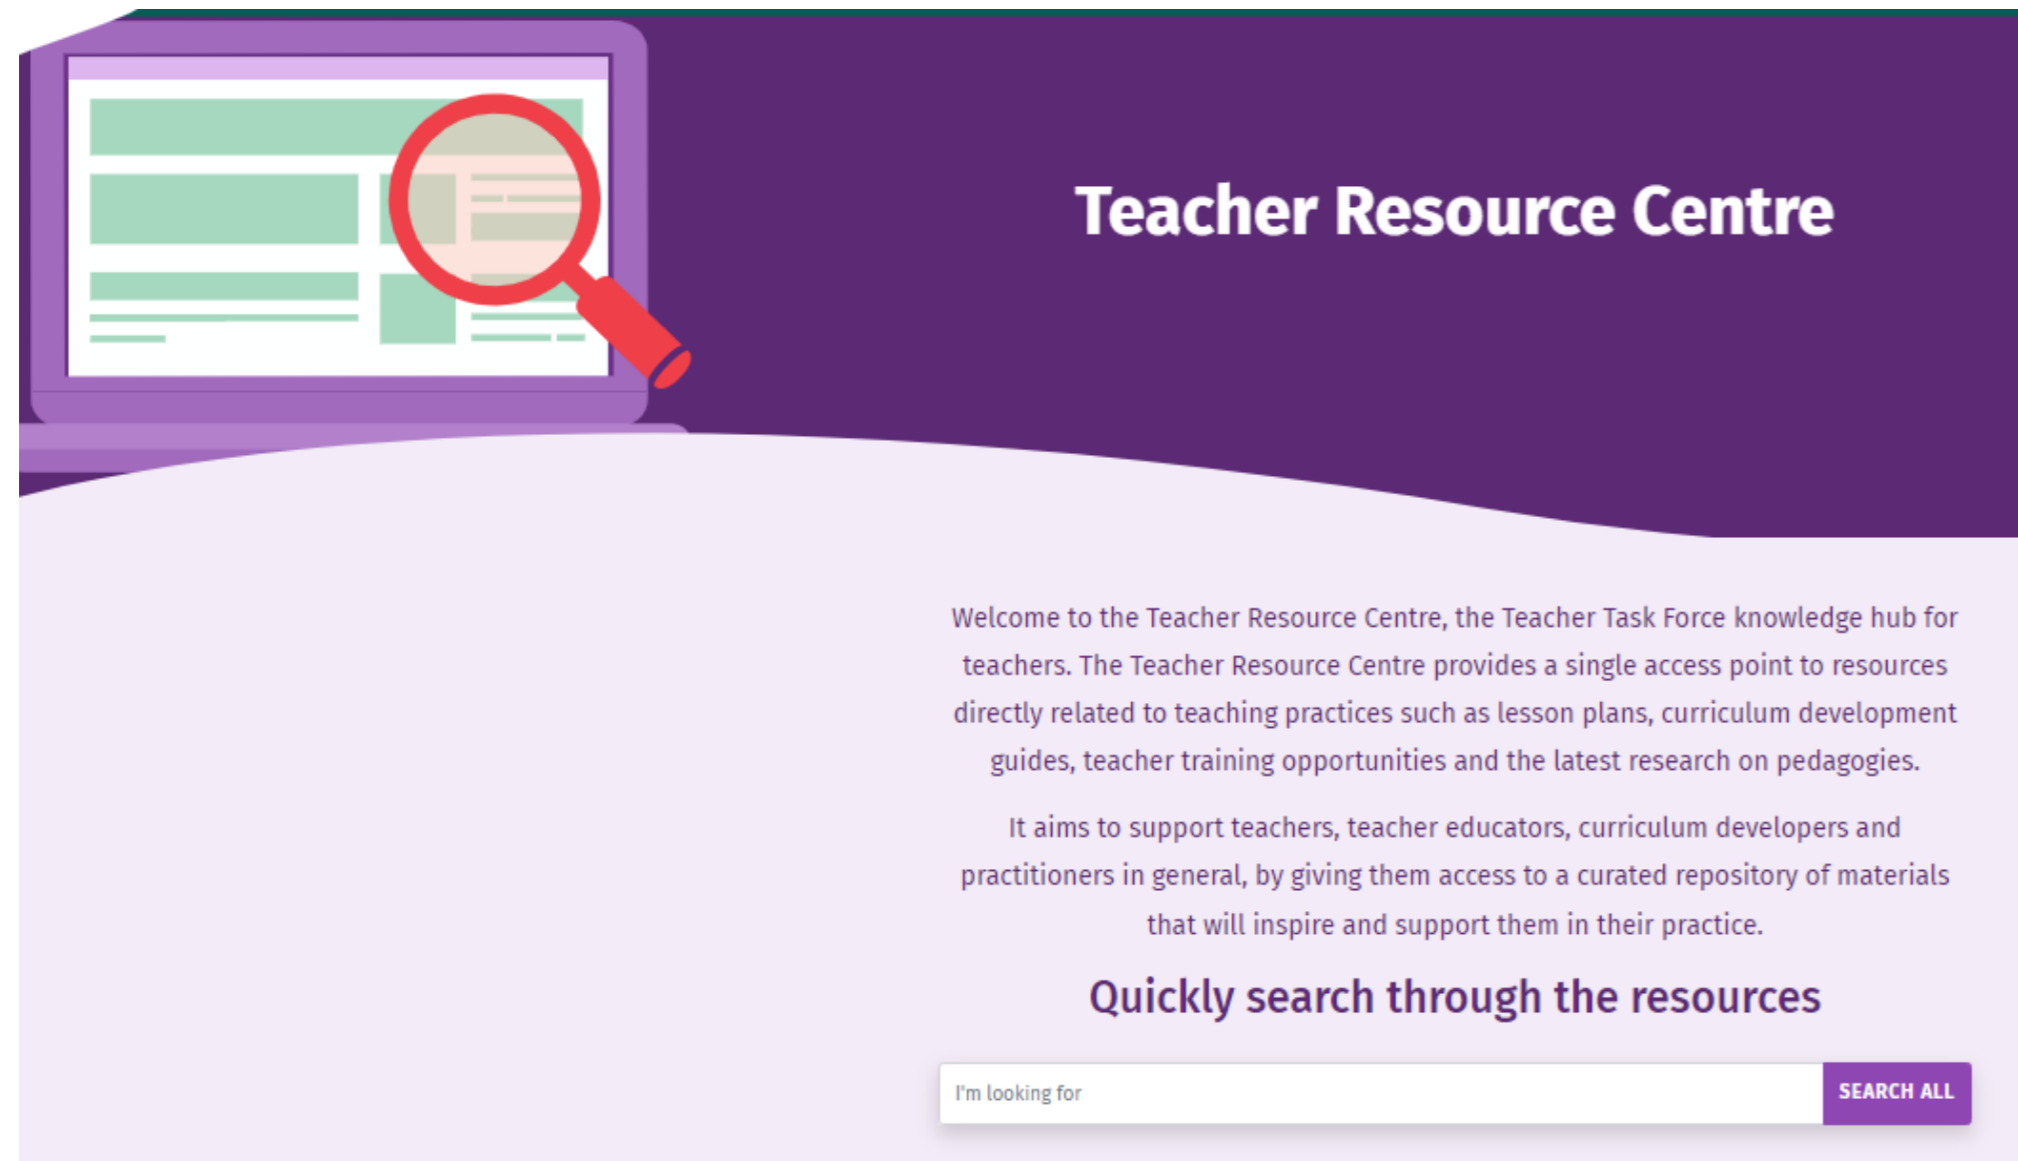 Teacher Resource Centre
Welcome to the Teacher Resource Centre, the Teacher Task Force knowledge hub for
teachers. The Teacher Resource Centre provides a single access point to resources
directly related to teaching practices such as lesson plans, curriculum development
guides, teacher training opportunities and the latest research on pedagogies.
It aims to support teachers, teacher educators, curriculum developers and
practitioners in general, by giving them access to a curated repository of materials
that will inspire and support them in their practice.
Quickly search through the resources
I'm looking for
SEARCH ALL